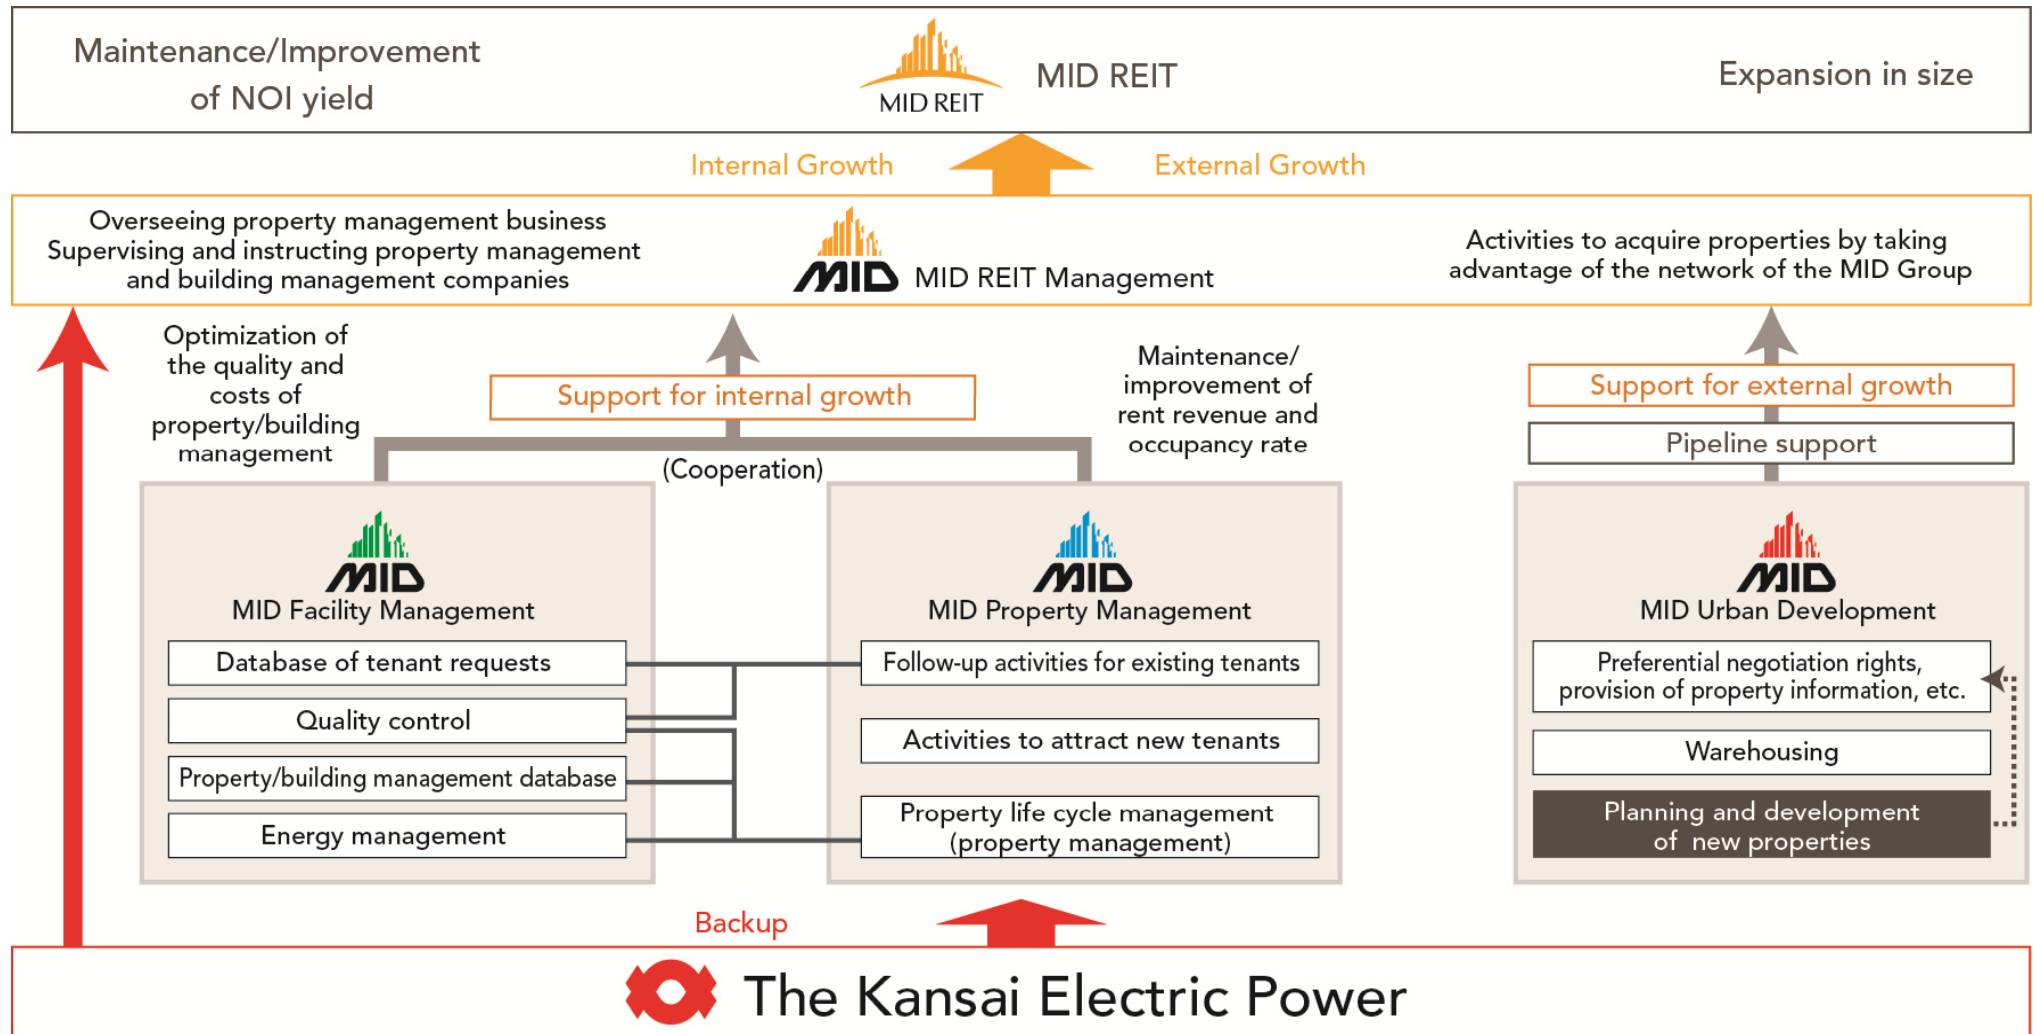 Maintenance/Improvement
of NOI yield
MID REIT
MID REIT
Expansion in size
Internal Growth
External Growth
Overseeing property management business
Supervising and instructing property management
and building management companies
MID
MID REIT Management
Activities to acquire properties by taking
advantage of the network of the MID Group
Optimization of
the quality and
costs of
property/building
management
Support for internal growth
(Cooperation)
Maintenance/
improvement of
rent revenue and
occupancy rate
Support for external growth
Pipeline support
MID
MID Facility Management
Database of tenant requests
Quality control
Property/building management database
Energy management
MID
MID Property Management
Follow-up activities for existing tenants
Activities to attract new tenants
Property life cycle management
(property management)
MID
MID Urban Development
Preferential negotiation rights,
provision of property information, etc.
Warehousing
Planning and development
of new properties
Backup
The Kansai Electric Power